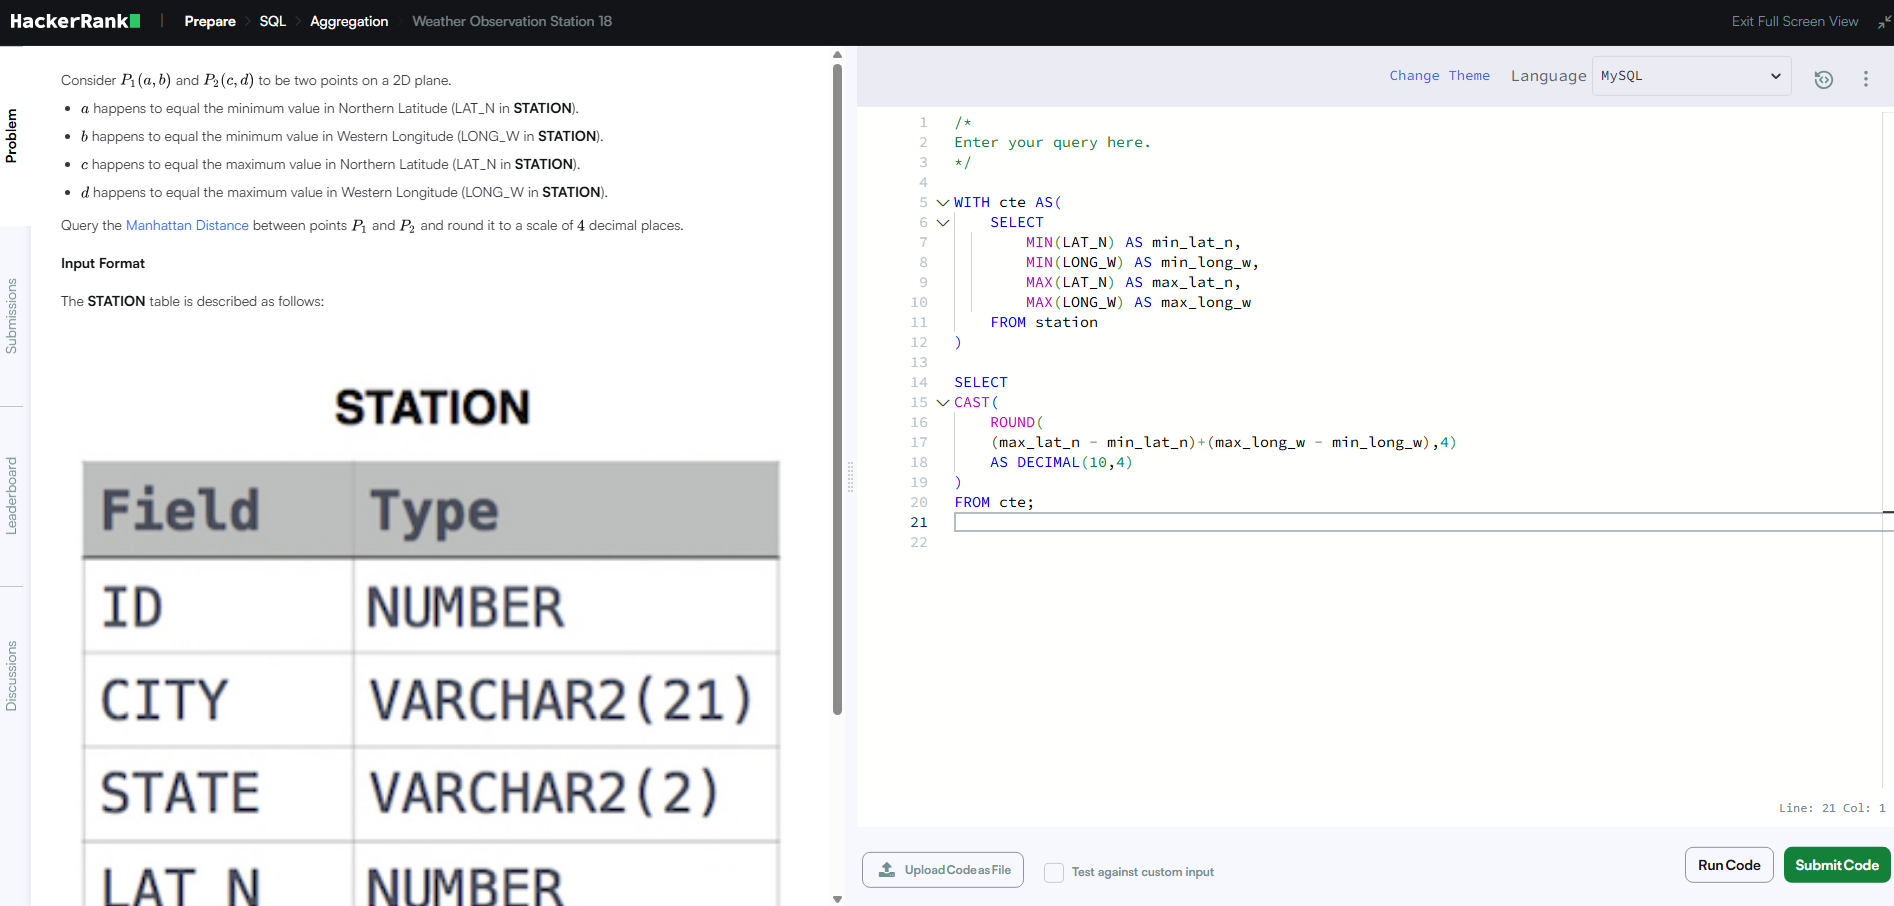 HackerRank | Prepare > SQL > Aggregation > Weather Observation Station 18 Exit Full Screen View
Problem
Submissions
Leaderboard
Discussions
Consider P₁(a, b) and P₂(c, d) to be two points on a 2D plane.
• a happens to equal the minimum value in Northern Latitude (LAT_N in STATION).
• b happens to equal the minimum value in Western Longitude (LONG_W in STATION).
• c happens to equal the maximum value in Northern Latitude (LAT_N in STATION).
• d happens to equal the maximum value in Western Longitude (LONG_W in STATION).
Query the Manhattan Distance between points P₁ and P₂ and round it to a scale of 4 decimal places.
Input Format
The STATION table is described as follows:
STATION
Field Type
ID NUMBER
CITY VARCHAR2(21)
STATE VARCHAR2(2)
LAT_N NUMBER
Change Theme Language MySQL
1 /*
2 Enter your query here.
3 */
4
5 WITH cte AS(
6 SELECT
7 MIN(LAT_N) AS min_lat_n,
8 MIN(LONG_W) AS min_long_w,
9 MAX(LAT_N) AS max_lat_n,
10 MAX(LONG_W) AS max_long_w
11 FROM station
12 )
13
14 SELECT
15 CAST(
16 ROUND(
17 (max_lat_n - min_lat_n)+(max_long_w - min_long_w),4)
18 AS DECIMAL(10,4)
19 )
20 FROM cte;
21
22
Line: 21 Col: 1
Upload Code as File Test against custom input Run Code Submit Code